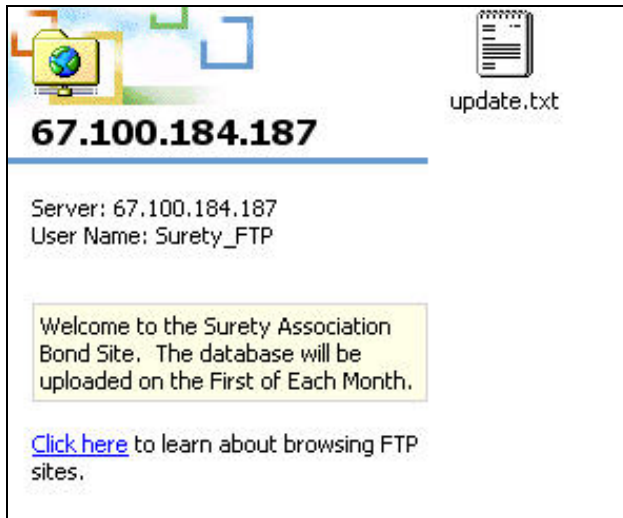 update.txt
67.100.184.187
Server: 67.100.184.187
User Name: Surety_FTP
Welcome to the Surety Association
Bond Site.  The database will be
uploaded on the First of Each Month.
Click here to learn about browsing FTP
sites.